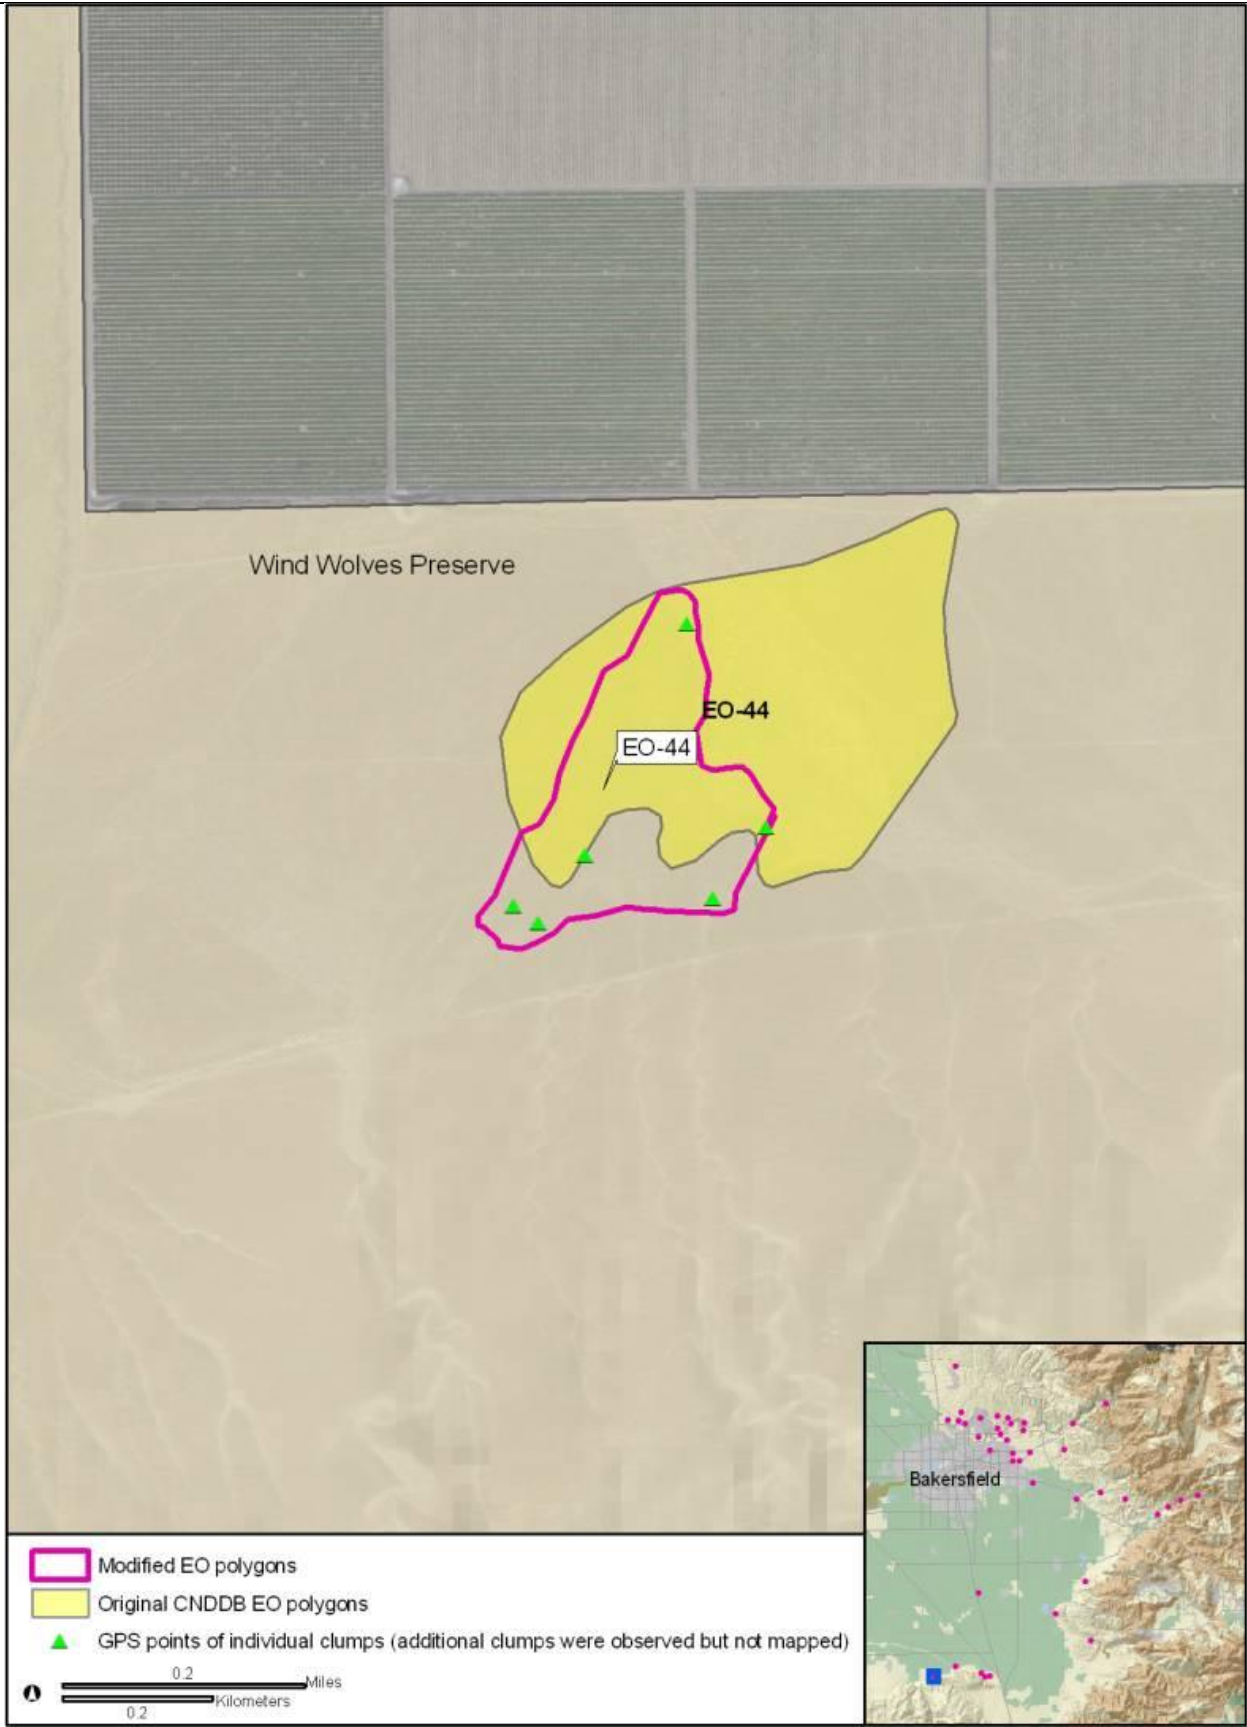 Wind Wolves Preserve
EO-44
EO-44
Bakersfield
Modified EO polygons
Original CNDDB EO polygons
GPS points of individual clumps (additional clumps were observed but not mapped)
0.2
Miles
Kilometers
0.2